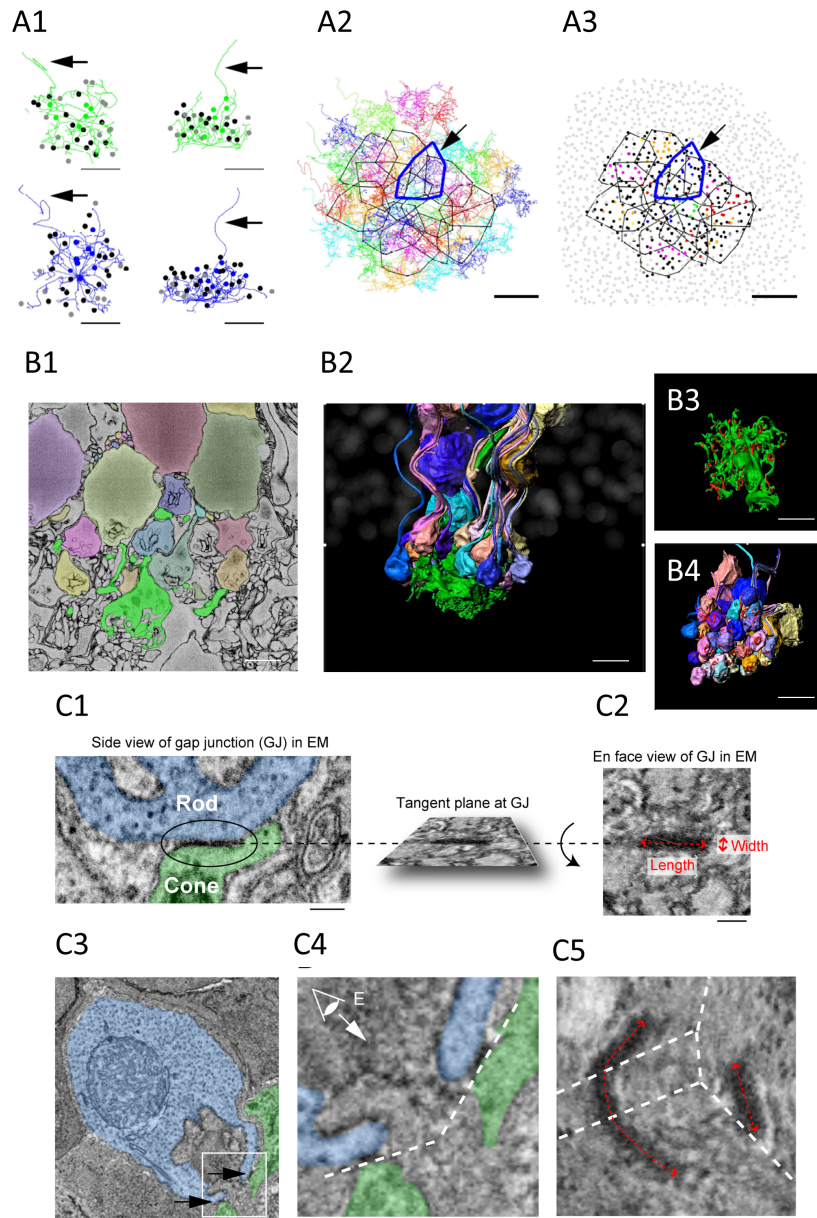 A1
A2
A3
B1
B2
B3
B4
C1
C2
Side view of gap junction (GJ) in EM
En face view of GJ in EM
Tangent plane at GJ
Rod
Cone
Width
Length
C3
C4
C5
E